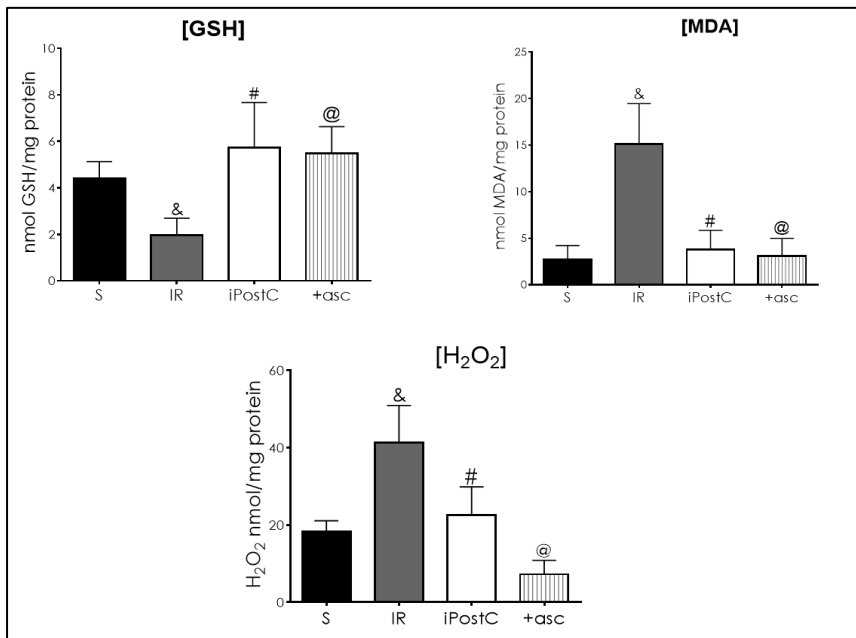 [GSH]
nmol GSH/mg protein
10
8
6
4
2
0
&
#
@
S IR iPostC +asc
[MDA]
nmol MDA/mg protein
25
20
15
10
5
0
&
#
@
S IR iPostC +asc
[H₂O₂]
H₂O₂ nmol/mg protein
60
40
20
0
&
#
@
S IR iPostC +asc